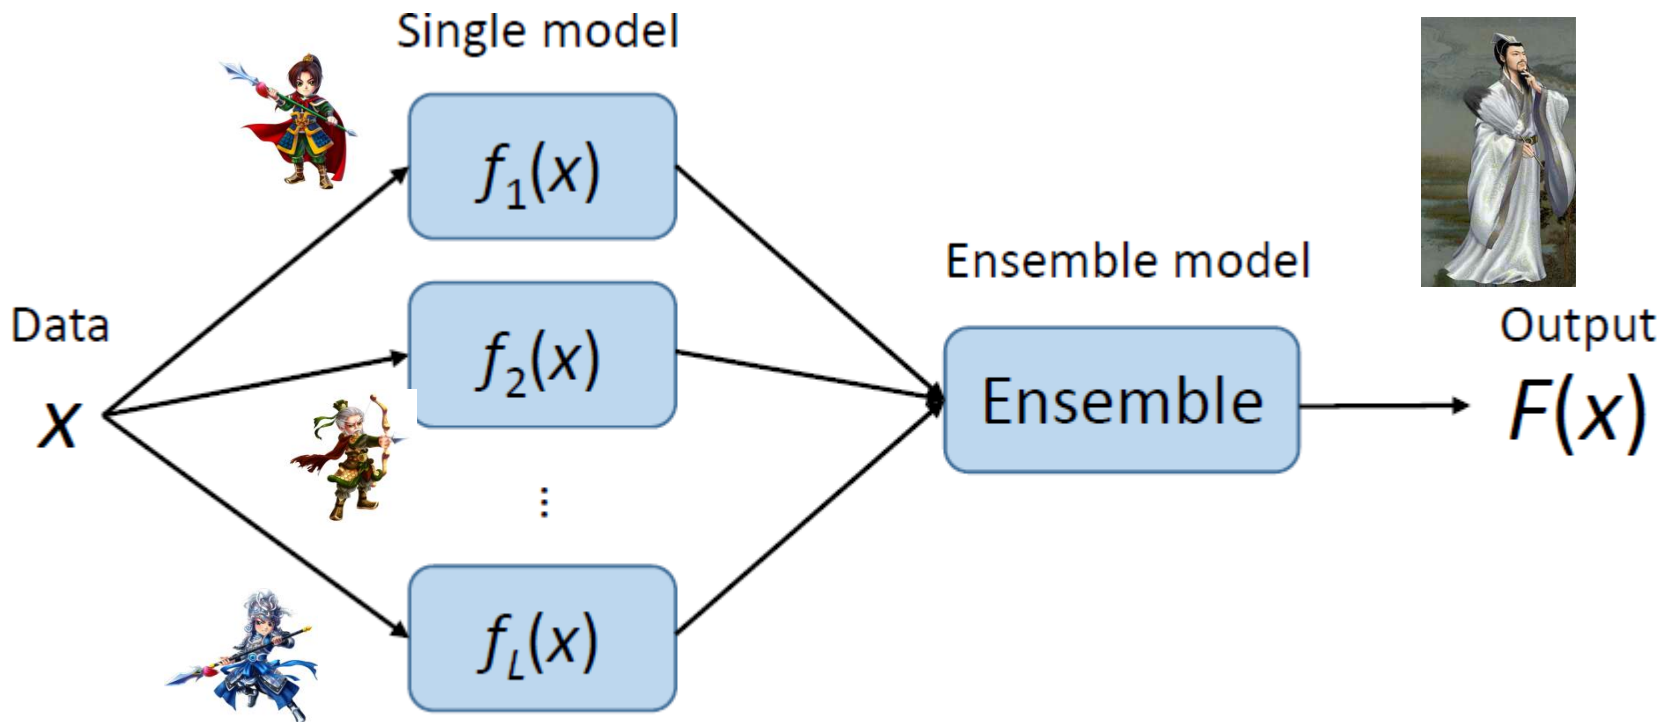 Single model
f1(x)
f2(x)
⋮
fL(x)
Data
x
Ensemble model
Ensemble
Output
F(x)